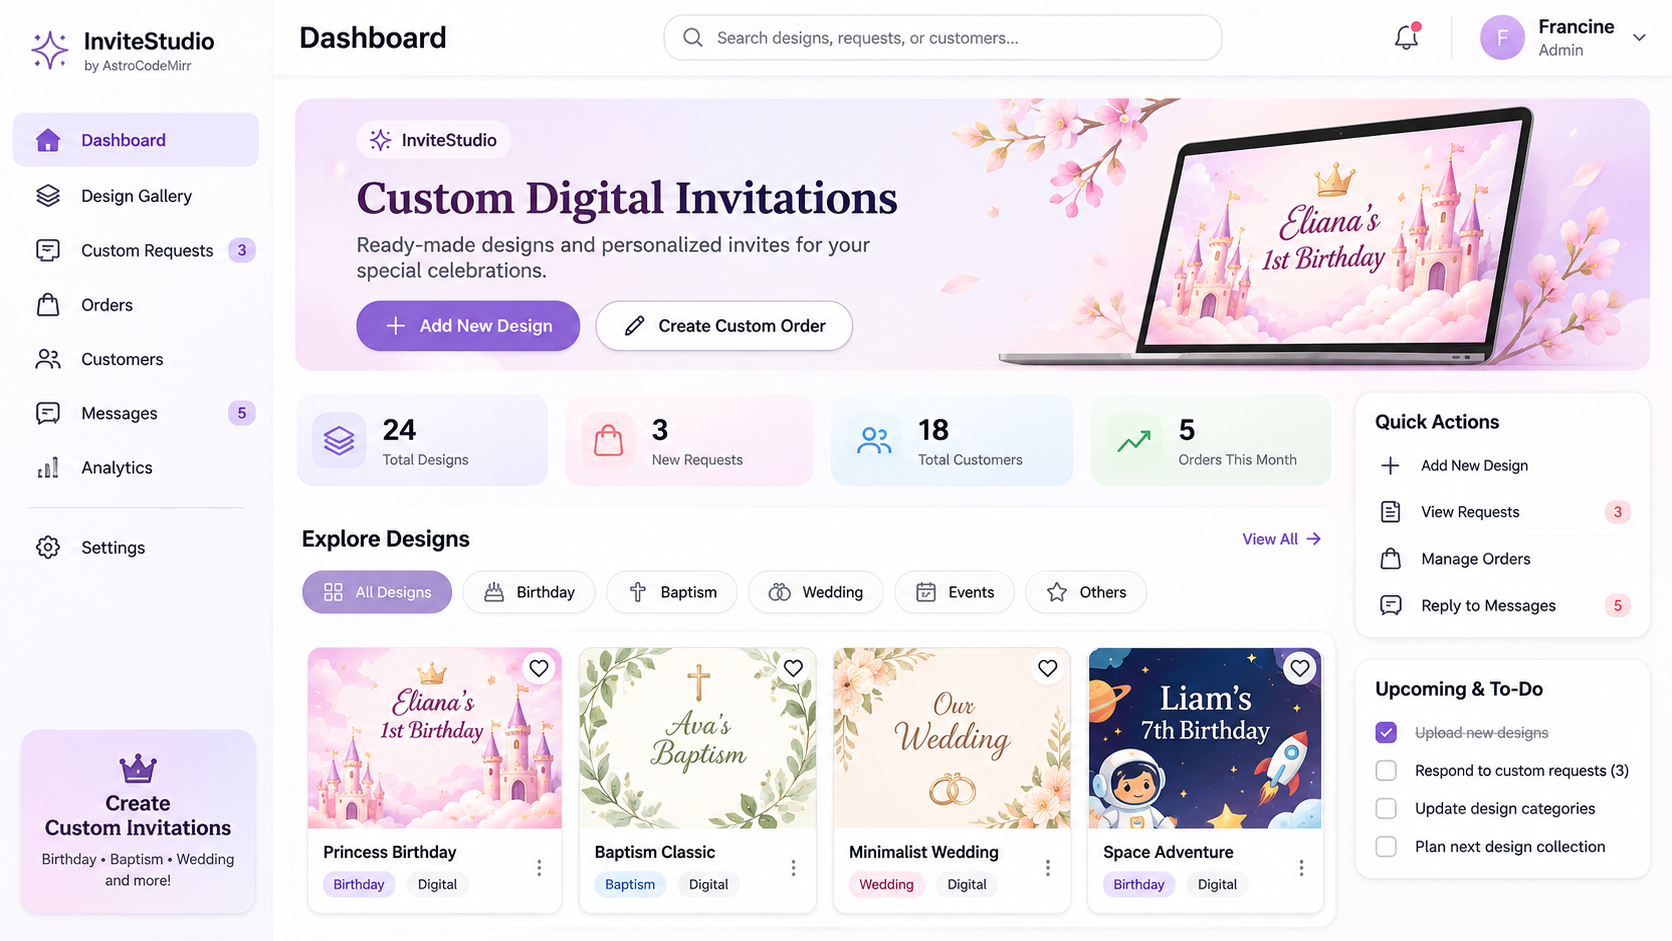 InviteStudio
by AstroCodeMirr
Dashboard
Design Gallery
Custom Requests
3
Orders
Customers
Messages
5
Analytics
Settings
Create
Custom Invitations
Birthday • Baptism • Wedding
and more!
Dashboard
Search designs, requests, or customers...
F
Francine
Admin
InviteStudio
Custom Digital Invitations
Ready-made designs and personalized invites for your
special celebrations.
Add New Design
Create Custom Order
Eliana's
1st Birthday
24
Total Designs
3
New Requests
18
Total Customers
5
Orders This Month
Explore Designs
View All
All Designs
Birthday
Baptism
Wedding
Events
Others
Eliana's
1st Birthday
Princess Birthday
Birthday
Digital
Ava's
Baptism
Baptism Classic
Baptism
Digital
Our
Wedding
Minimalist Wedding
Wedding
Digital
Liam's
7th Birthday
Space Adventure
Birthday
Digital
Quick Actions
Add New Design
View Requests
3
Manage Orders
Reply to Messages
5
Upcoming & To-Do
Upload new designs
Respond to custom requests (3)
Update design categories
Plan next design collection